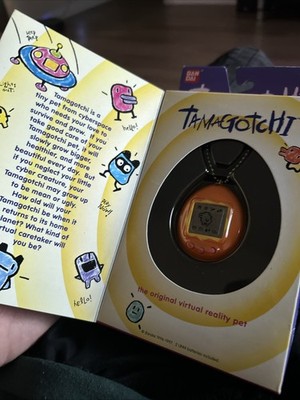 Tamagotchi is a
tiny pet from cyberspace
who needs your love to
survive and grow. If you
take good care of your
Tamagotchi pet, it will
slowly grow bigger,
healthier, and more
beautiful every day. But
if you neglect your little
cyber creature, your
Tamagotchi may grow up
to be mean or ugly.
How old will your
Tamagotchi be when it
returns to its home
planet? What kind of
virtual caretaker will
you be?
hello!
HELLO!
BAN
DAI
TAMAGOTCHI
the original virtual reality pet